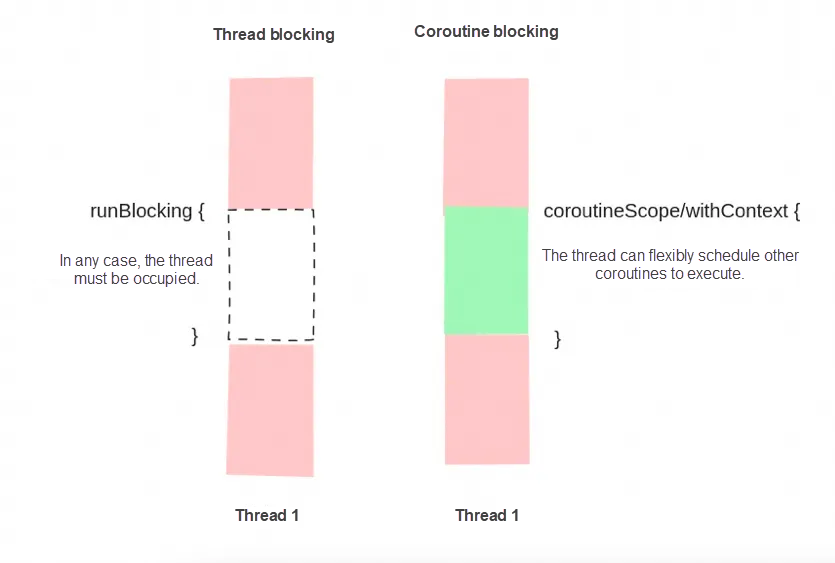 Thread blocking
Coroutine blocking
runBlocking {
In any case, the thread
must be occupied.
}
coroutineScope/withContext {
The thread can flexibly schedule other
coroutines to execute.
}
Thread 1
Thread 1